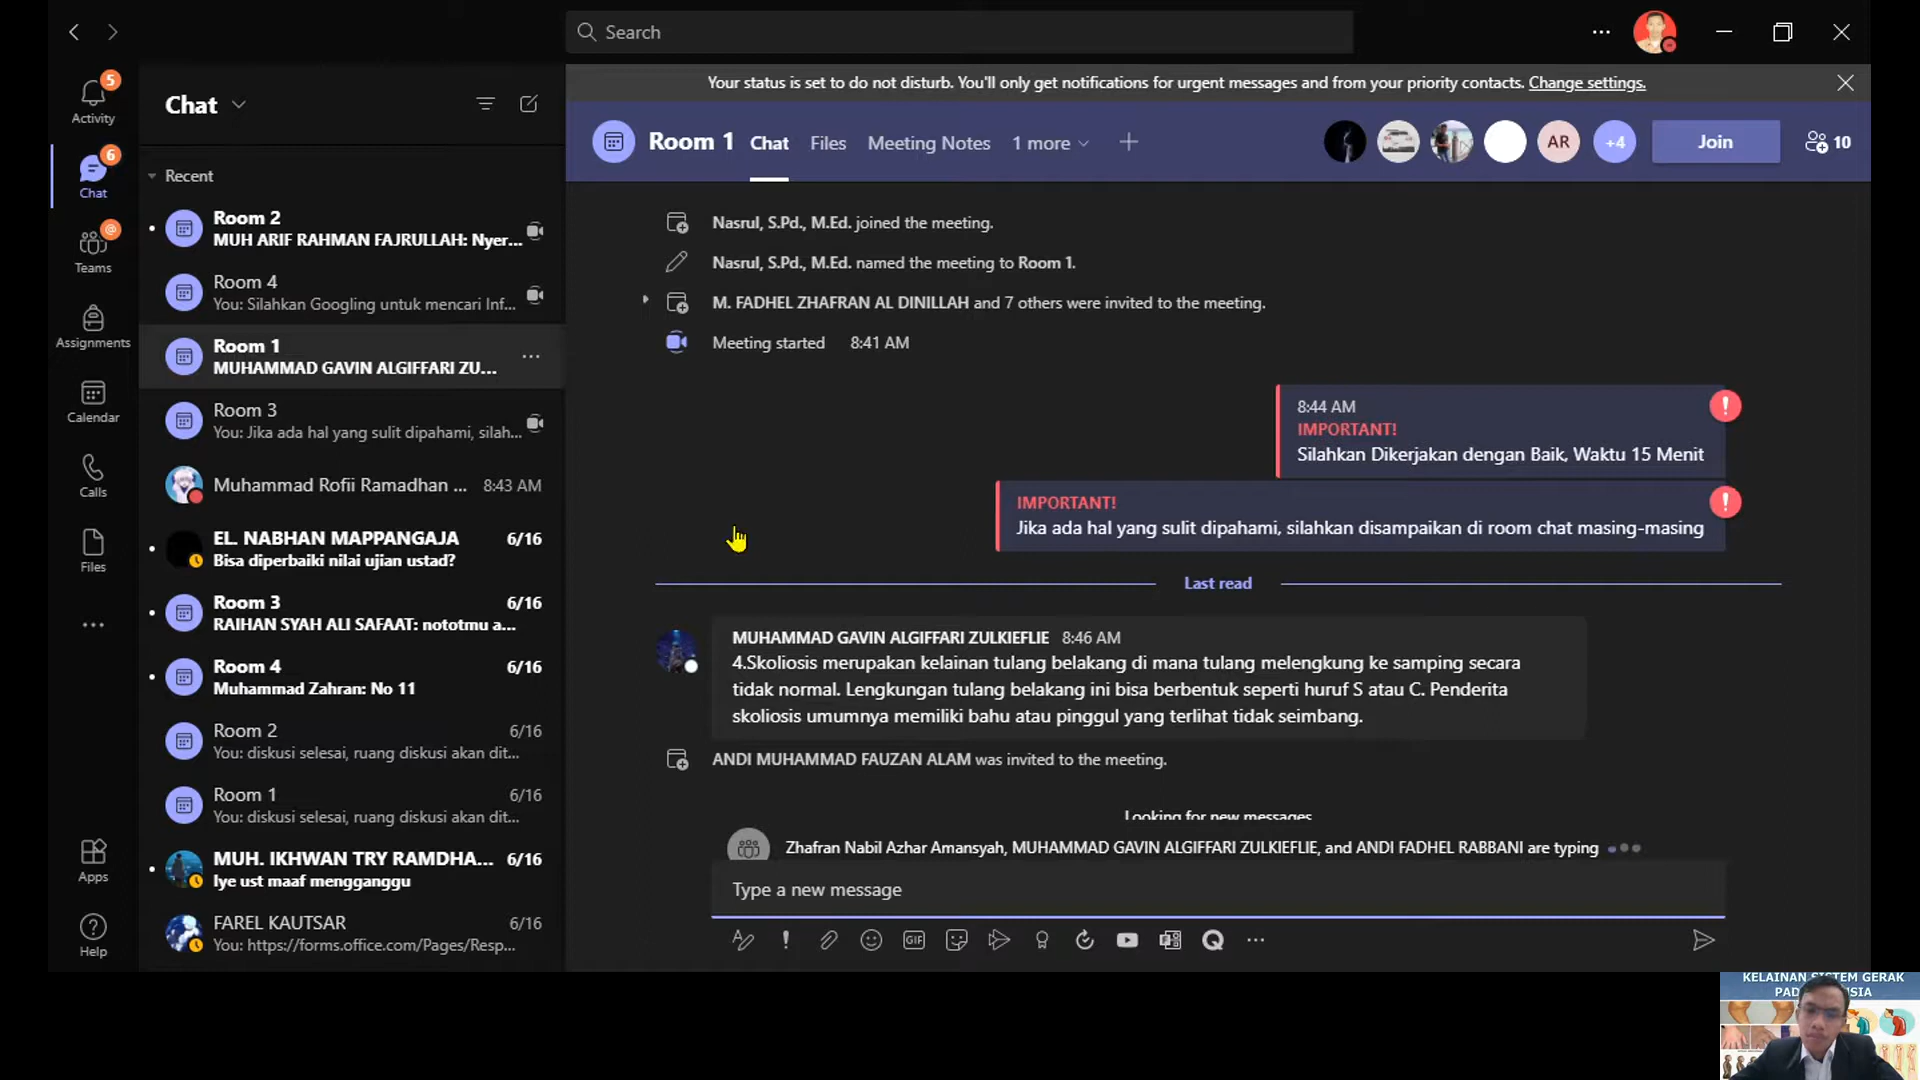 Search
Your status is set to do not disturb. You'll only get notifications for urgent messages and from your priority contacts. Change settings.
5
Activity
6
Chat
@
Teams
Assignments
Calendar
Calls
Files
Apps
Help
Chat
Recent
Room 2
MUH ARIF RAHMAN FAJRULLAH: Nyer...
Room 4
You: Silahkan Googling untuk mencari Inf...
Room 1
MUHAMMAD GAVIN ALGIFFARI ZU...
Room 3
You: Jika ada hal yang sulit dipahami, silah...
Muhammad Rofii Ramadhan ... 8:43 AM
EL. NABHAN MAPPANGAJA 6/16
Bisa diperbaiki nilai ujian ustad?
Room 3 6/16
RAIHAN SYAH ALI SAFAAT: nototmu a...
Room 4 6/16
Muhammad Zahran: No 11
Room 2 6/16
You: diskusi selesai, ruang diskusi akan dit...
Room 1 6/16
You: diskusi selesai, ruang diskusi akan dit...
MUH. IKHWAN TRY RAMDHA... 6/16
Iye ust maaf mengganggu
FAREL KAUTSAR 6/16
You: https://forms.office.com/Pages/Resp...
Room 1 Chat Files Meeting Notes 1 more
AR +4 Join 10
Nasrul, S.Pd., M.Ed. joined the meeting.
Nasrul, S.Pd., M.Ed. named the meeting to Room 1.
M. FADHEL ZHAFRAN AL DINILLAH and 7 others were invited to the meeting.
Meeting started 8:41 AM
8:44 AM
IMPORTANT!
Silahkan Dikerjakan dengan Baik, Waktu 15 Menit
IMPORTANT!
Jika ada hal yang sulit dipahami, silahkan disampaikan di room chat masing-masing
Last read
MUHAMMAD GAVIN ALGIFFARI ZULKIEFLIE 8:46 AM
4.Skoliosis merupakan kelainan tulang belakang di mana tulang melengkung ke samping secara
tidak normal. Lengkungan tulang belakang ini bisa berbentuk seperti huruf S atau C. Penderita
skoliosis umumnya memiliki bahu atau pinggul yang terlihat tidak seimbang.
ANDI MUHAMMAD FAUZAN ALAM was invited to the meeting.
Looking for new messages
Zhafran Nabil Azhar Amansyah, MUHAMMAD GAVIN ALGIFFARI ZULKIEFLIE, and ANDI FADHEL RABBANI are typing
Type a new message
GIF
KELAINAN SISTEM GERAK